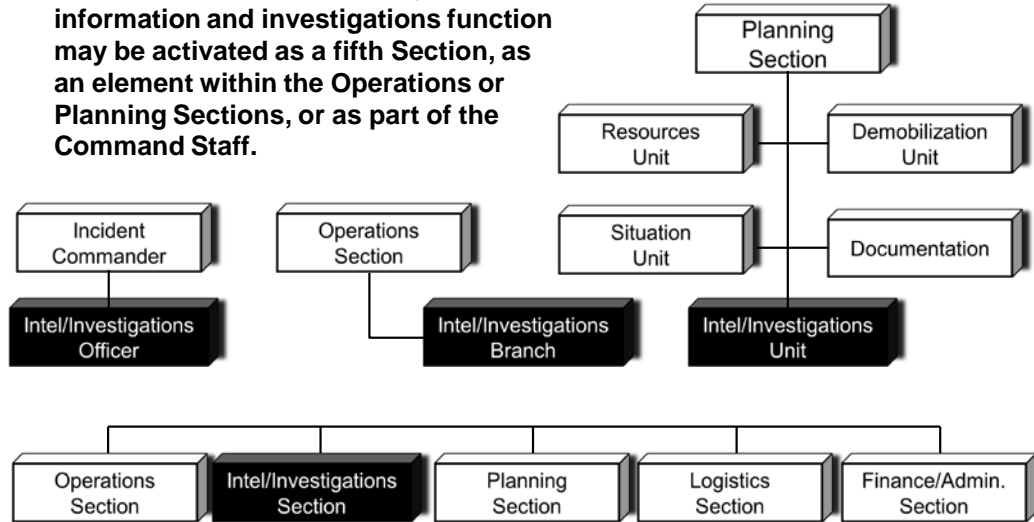 information and investigations function
may be activated as a fifth Section, as
an element within the Operations or
Planning Sections, or as part of the
Command Staff.
Planning
Section
Resources
Unit
Demobilization
Unit
Situation
Unit
Documentation
Incident
Commander
Operations
Section
Intel/Investigations
Officer
Intel/Investigations
Branch
Intel/Investigations
Unit
Operations
Section
Intel/Investigations
Section
Planning
Section
Logistics
Section
Finance/Admin.
Section